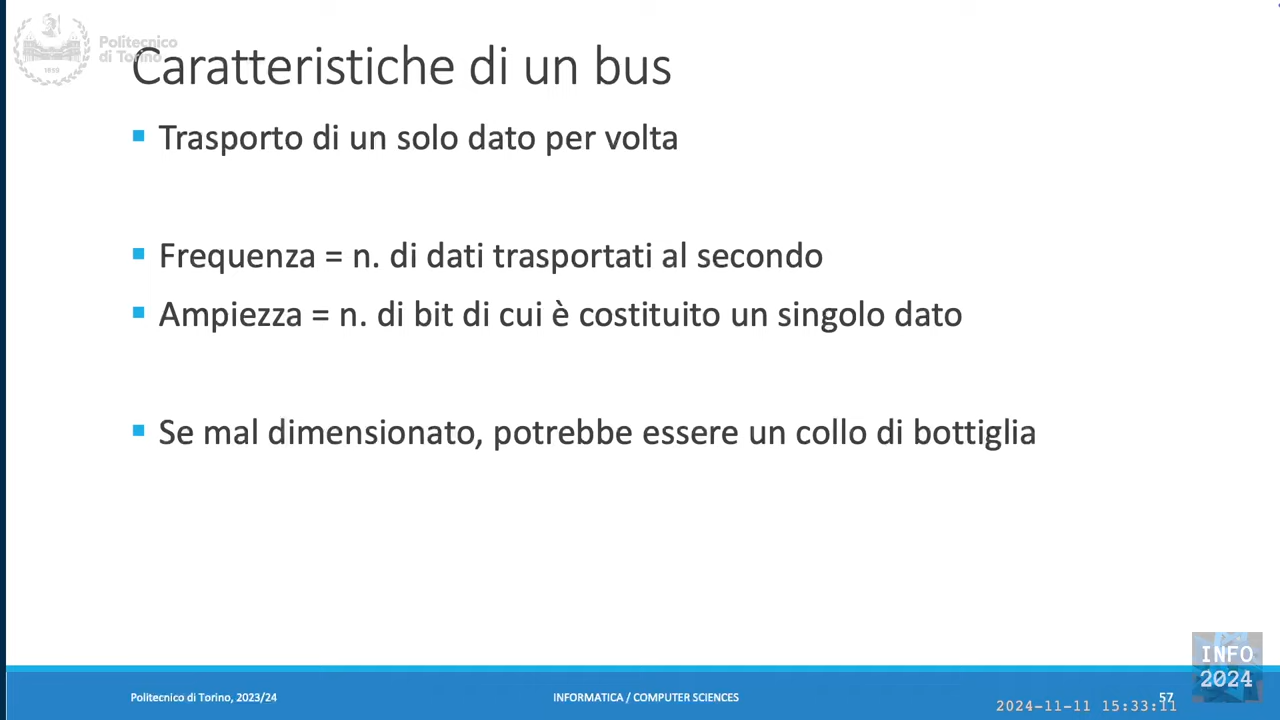 Politecnico
di Torino
1859
Caratteristiche di un bus
Trasporto di un solo dato per volta
Frequenza = n. di dati trasportati al secondo
Ampiezza = n. di bit di cui è costituito un singolo dato
Se mal dimensionato, potrebbe essere un collo di bottiglia
INFO
2024
Politecnico di Torino, 2023/24
INFORMATICA / COMPUTER SCIENCES
57
2024-11-11 15:33:11